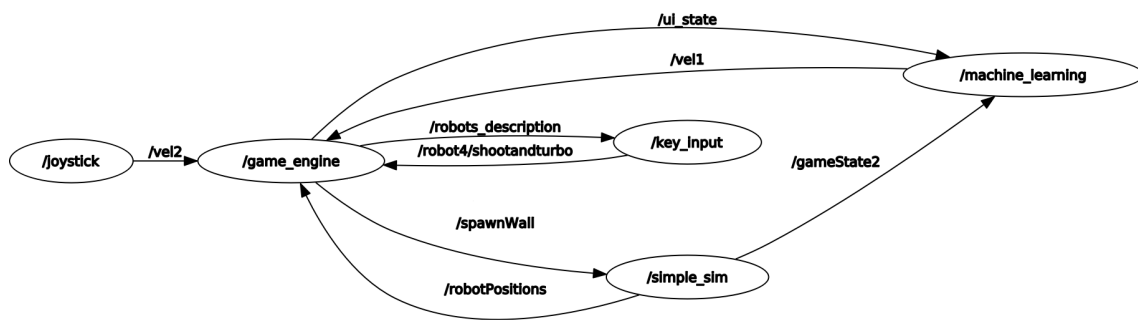 /ui_state
/vel1
/machine_learning
/robots_description
/key_input
/robot4/shootandturbo
/joystick
/vel2
/game_engine
/gameState2
/spawnWall
/simple_sim
/robotPositions